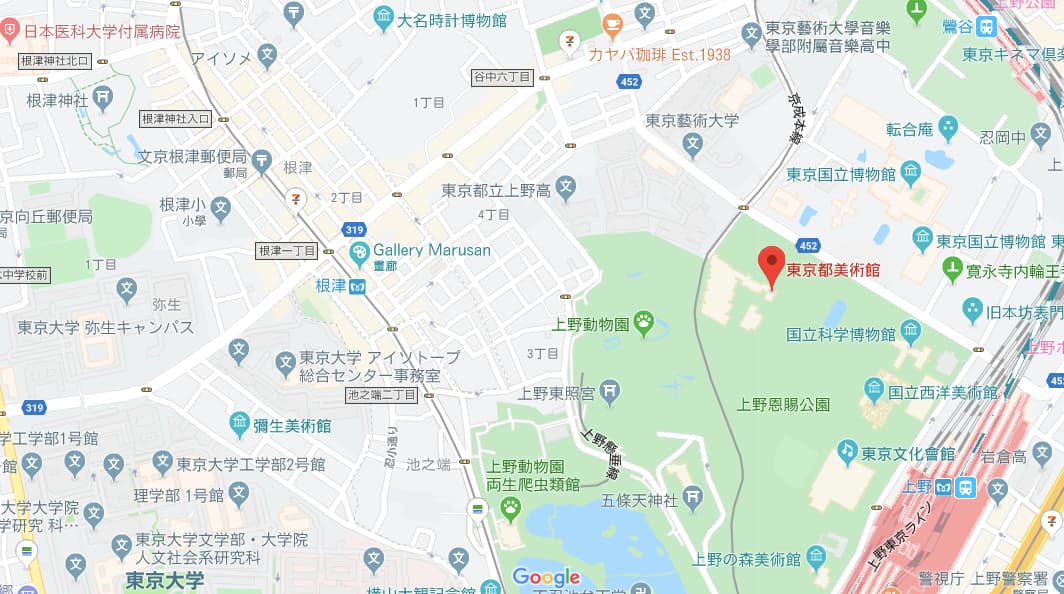 上野公園
日本医科大学付属病院
大名時計博物館
東京藝術大學音樂
學部附屬音樂高中
鶯谷
カヤバ珈琲 Est.1938
アイソメ
根津神社北口
谷中六丁目
東京キネマ倶楽
452
根津神社
1丁目
京成本線
根津神社入口
東京藝術大学
転合庵
忍岡中
文京根津郵便局
郵局
根津
東京国立博物館
2丁目
東京都立上野高
根津小
小學
京向丘郵便局
4丁目
319
根津一丁目
Gallery Marusan
畫廊
452
東京国立博物館 東
1丁目
東京都美術館
寛永寺内輪王
中学校前
根津
弥生
旧本坊表門
東京大学 弥生キャンパス
上野動物園
国立科学博物館
3丁目
東京大学 アイソトープ
総合センター事務室
池之端二丁目
上野東照宮
国立西洋美術館
319
上野恩賜公園
彌生美術館
学工学部1号館
上野懸垂線
東京文化會館
岩倉高
東京大学工学部2号館
池之端
上野動物園
両生爬虫類館
上野
理学部 1号館
五條天神社
大学大学院
学研究 科…
上野東京ライン
東京大学文学部・大学院
人文社会系研究科
上野の森美術館
東京大学
Google
警視庁 上野警察署
横山大観記念館